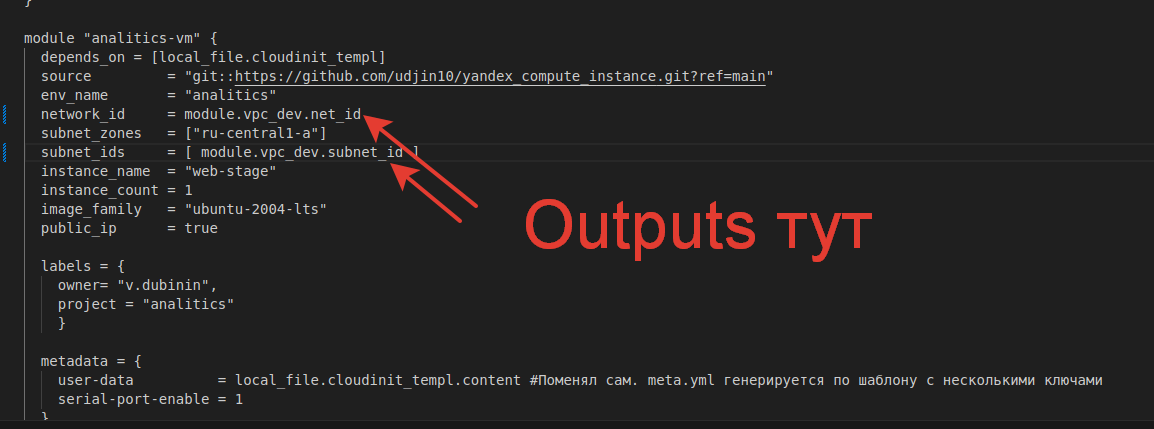 }
module "analitics-vm" {
depends_on = [local_file.cloudinit_templ]
source = "git::https://github.com/udjin10/yandex_compute_instance.git?ref=main"
env_name = "analitics"
network_id = module.vpc_dev.net_id
subnet_zones = ["ru-central1-a"]
subnet_ids = [ module.vpc_dev.subnet_id ]
instance_name = "web-stage"
instance_count = 1
image_family = "ubuntu-2004-lts"
public_ip = true
Outputs тут
labels = {
owner= "v.dubinin",
project = "analitics"
}
metadata = {
user-data = local_file.cloudinit_templ.content #Поменял сам. meta.yml генерируется по шаблону с несколькими ключами
serial-port-enable = 1
}